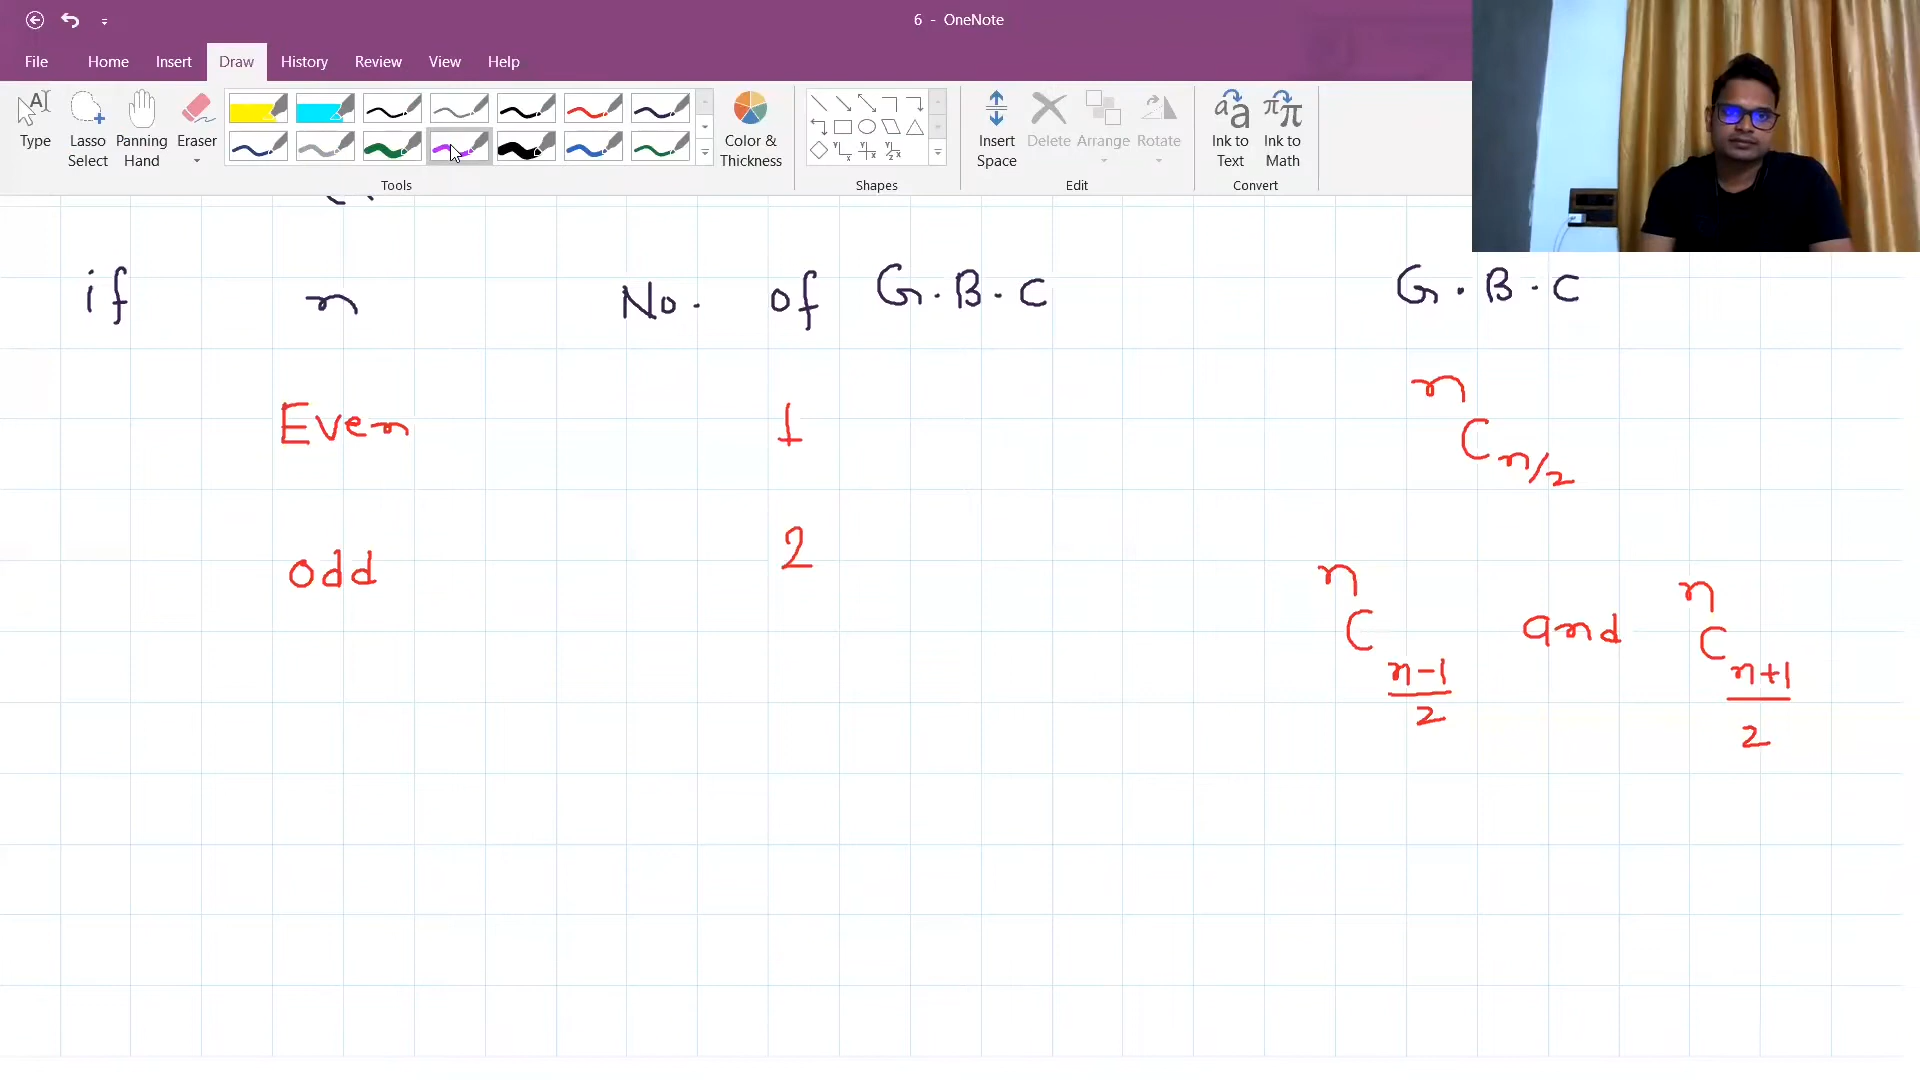 6 - OneNote
File Home Insert Draw History Review View Help
Type Lasso Select Panning Hand Eraser Color & Thickness Insert Space Delete Arrange Rotate Ink to Text Ink to Math
Tools Shapes Edit Convert
if n No. of G.B.C G.B.C
Even 1 nC n/2
odd 2 nC (n-1)/2 and nC (n+1)/2